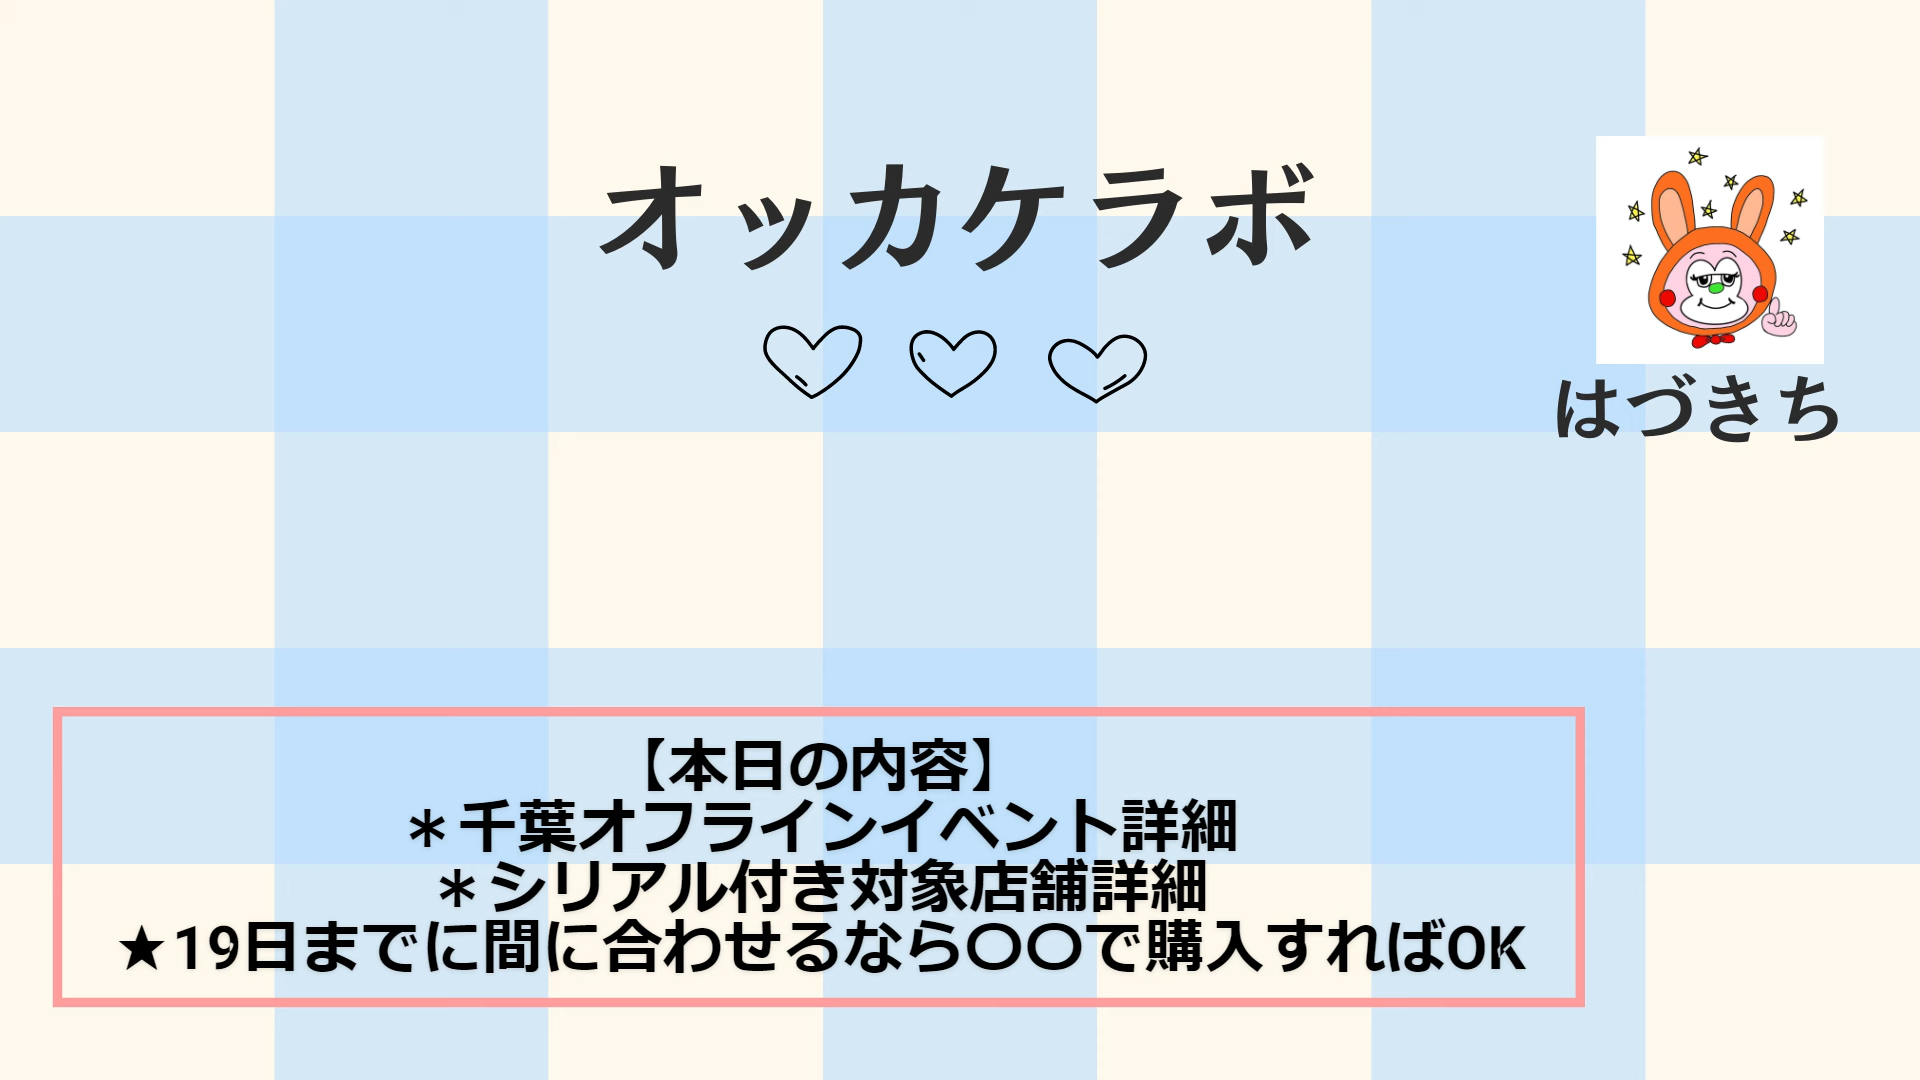 オッカケラボ
はづきち
【本日の内容】
＊千葉オフラインイベント詳細
＊シリアル付き対象店舗詳細
★19日までに間に合わせるなら〇〇で購入すればOK